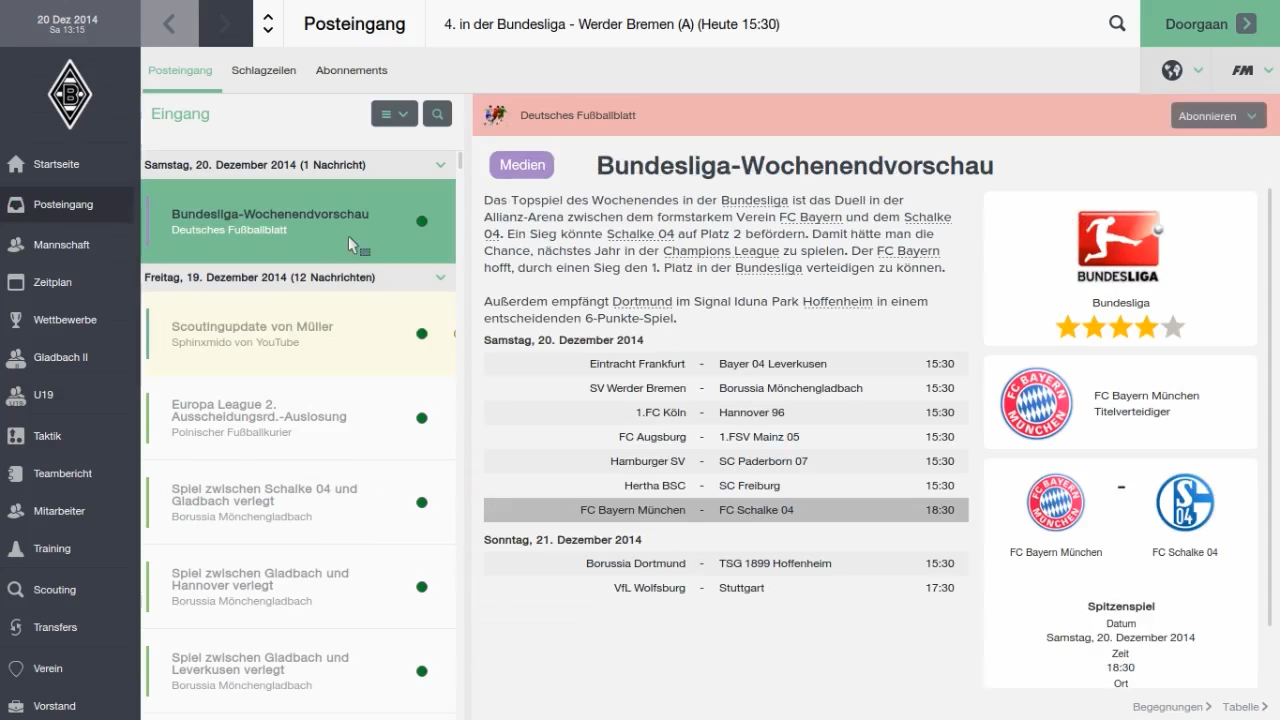 20 Dez 2014
Sa 13:15
Posteingang
4. in der Bundesliga - Werder Bremen (A) (Heute 15:30)
Doorgaan
Posteingang
Schlagzeilen
Abonnements
FM
Startseite
Posteingang
Mannschaft
Zeitplan
Wettbewerbe
Gladbach II
U19
Taktik
Teambericht
Mitarbeiter
Training
Scouting
Transfers
Verein
Vorstand
Eingang
Samstag, 20. Dezember 2014 (1 Nachricht)
Bundesliga-Wochenendvorschau
Deutsches Fußballblatt
Freitag, 19. Dezember 2014 (12 Nachrichten)
Scoutingupdate von Müller
Sphinxmido von YouTube
Europa League 2.
Ausscheidungsrd.-Auslosung
Polnischer Fußballkurier
Spiel zwischen Schalke 04 und
Gladbach verlegt
Borussia Mönchengladbach
Spiel zwischen Gladbach und
Hannover verlegt
Borussia Mönchengladbach
Spiel zwischen Gladbach und
Leverkusen verlegt
Borussia Mönchengladbach
Deutsches Fußballblatt
Abonnieren
Medien
Bundesliga-Wochenendvorschau
Das Topspiel des Wochenendes in der Bundesliga ist das Duell in der
Allianz-Arena zwischen dem formstarkem Verein FC Bayern und dem Schalke
04. Ein Sieg könnte Schalke 04 auf Platz 2 befördern. Damit hätte man die
Chance, nächstes Jahr in der Champions League zu spielen. Der FC Bayern
hofft, durch einen Sieg den 1. Platz in der Bundesliga verteidigen zu können.
Außerdem empfängt Dortmund im Signal Iduna Park Hoffenheim in einem
entscheidenden 6-Punkte-Spiel.
Samstag, 20. Dezember 2014
Eintracht Frankfurt - Bayer 04 Leverkusen 15:30
SV Werder Bremen - Borussia Mönchengladbach 15:30
1.FC Köln - Hannover 96 15:30
FC Augsburg - 1.FSV Mainz 05 15:30
Hamburger SV - SC Paderborn 07 15:30
Hertha BSC - SC Freiburg 15:30
FC Bayern München - FC Schalke 04 18:30
Sonntag, 21. Dezember 2014
Borussia Dortmund - TSG 1899 Hoffenheim 15:30
VfL Wolfsburg - Stuttgart 17:30
BUNDESLIGA
Bundesliga
FC BAYERN MÜNCHEN
FC Bayern München
Titelverteidiger
FC BAYERN MÜNCHEN
-
S 04
FC Bayern München
FC Schalke 04
Spitzenspiel
Datum
Samstag, 20. Dezember 2014
Zeit
18:30
Ort
Begegnungen
Tabelle